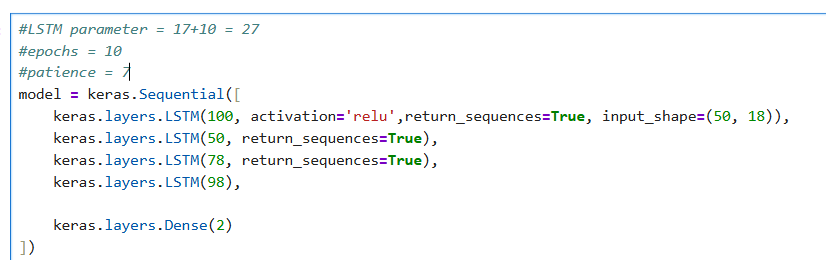 #LSTM parameter = 17+10 = 27
#epochs = 10
#patience = 7
model = keras.Sequential([
    keras.layers.LSTM(100, activation='relu',return_sequences=True, input_shape=(50, 18)),
    keras.layers.LSTM(50, return_sequences=True),
    keras.layers.LSTM(78, return_sequences=True),
    keras.layers.LSTM(98),
    keras.layers.Dense(2)
])